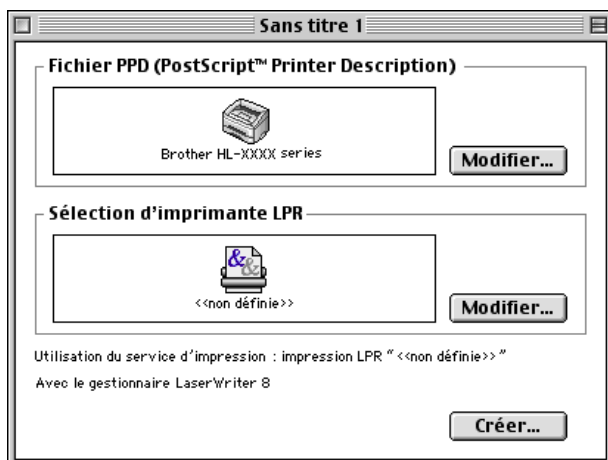 Sans titre 1
Fichier PPD (PostScript™ Printer Description)
Brother HL-XXXX series
Modifier...
Sélection d'imprimante LPR
&&
<<non définie>>
Modifier...
Utilisation du service d'impression : impression LPR “ <<non définie>> ”
Avec le gestionnaire LaserWriter 8
Créer...